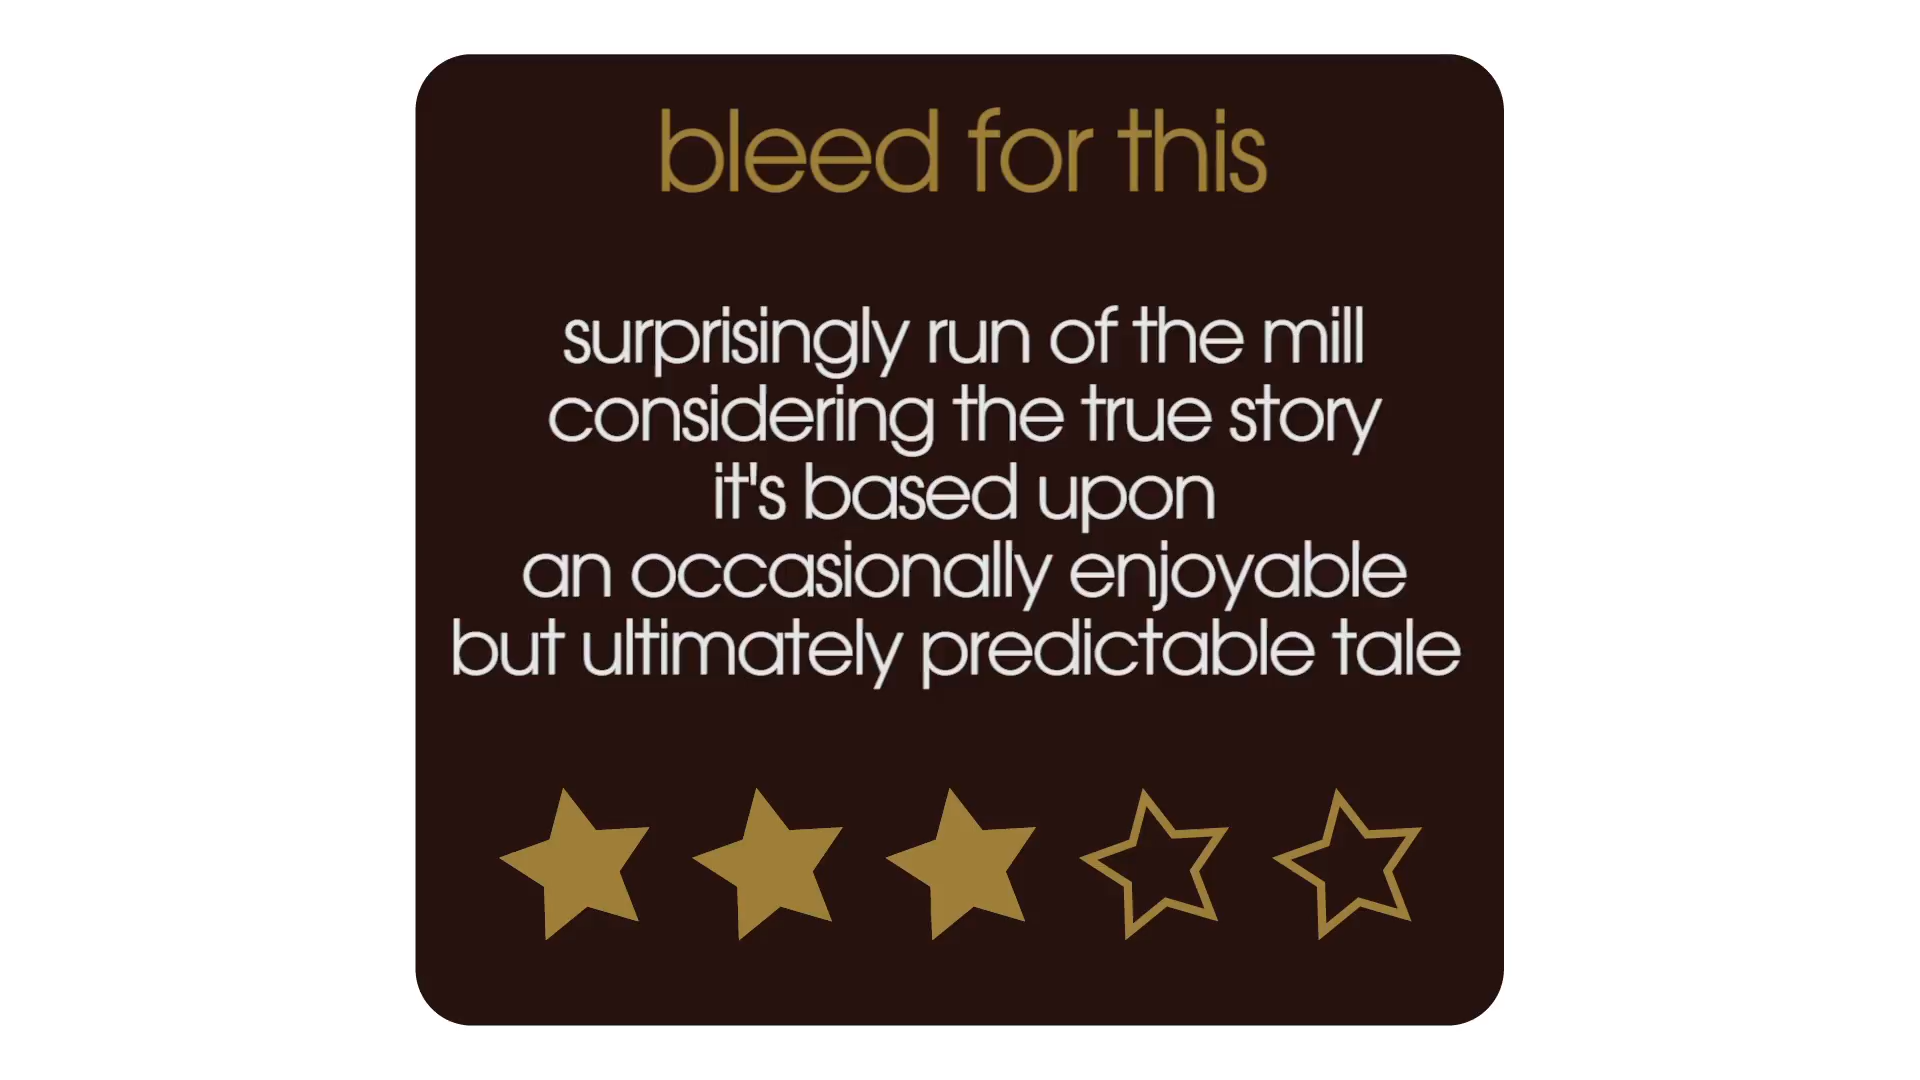 bleed for this
surprisingly run of the mill
considering the true story
it's based upon
an occasionally enjoyable
but ultimately predictable tale